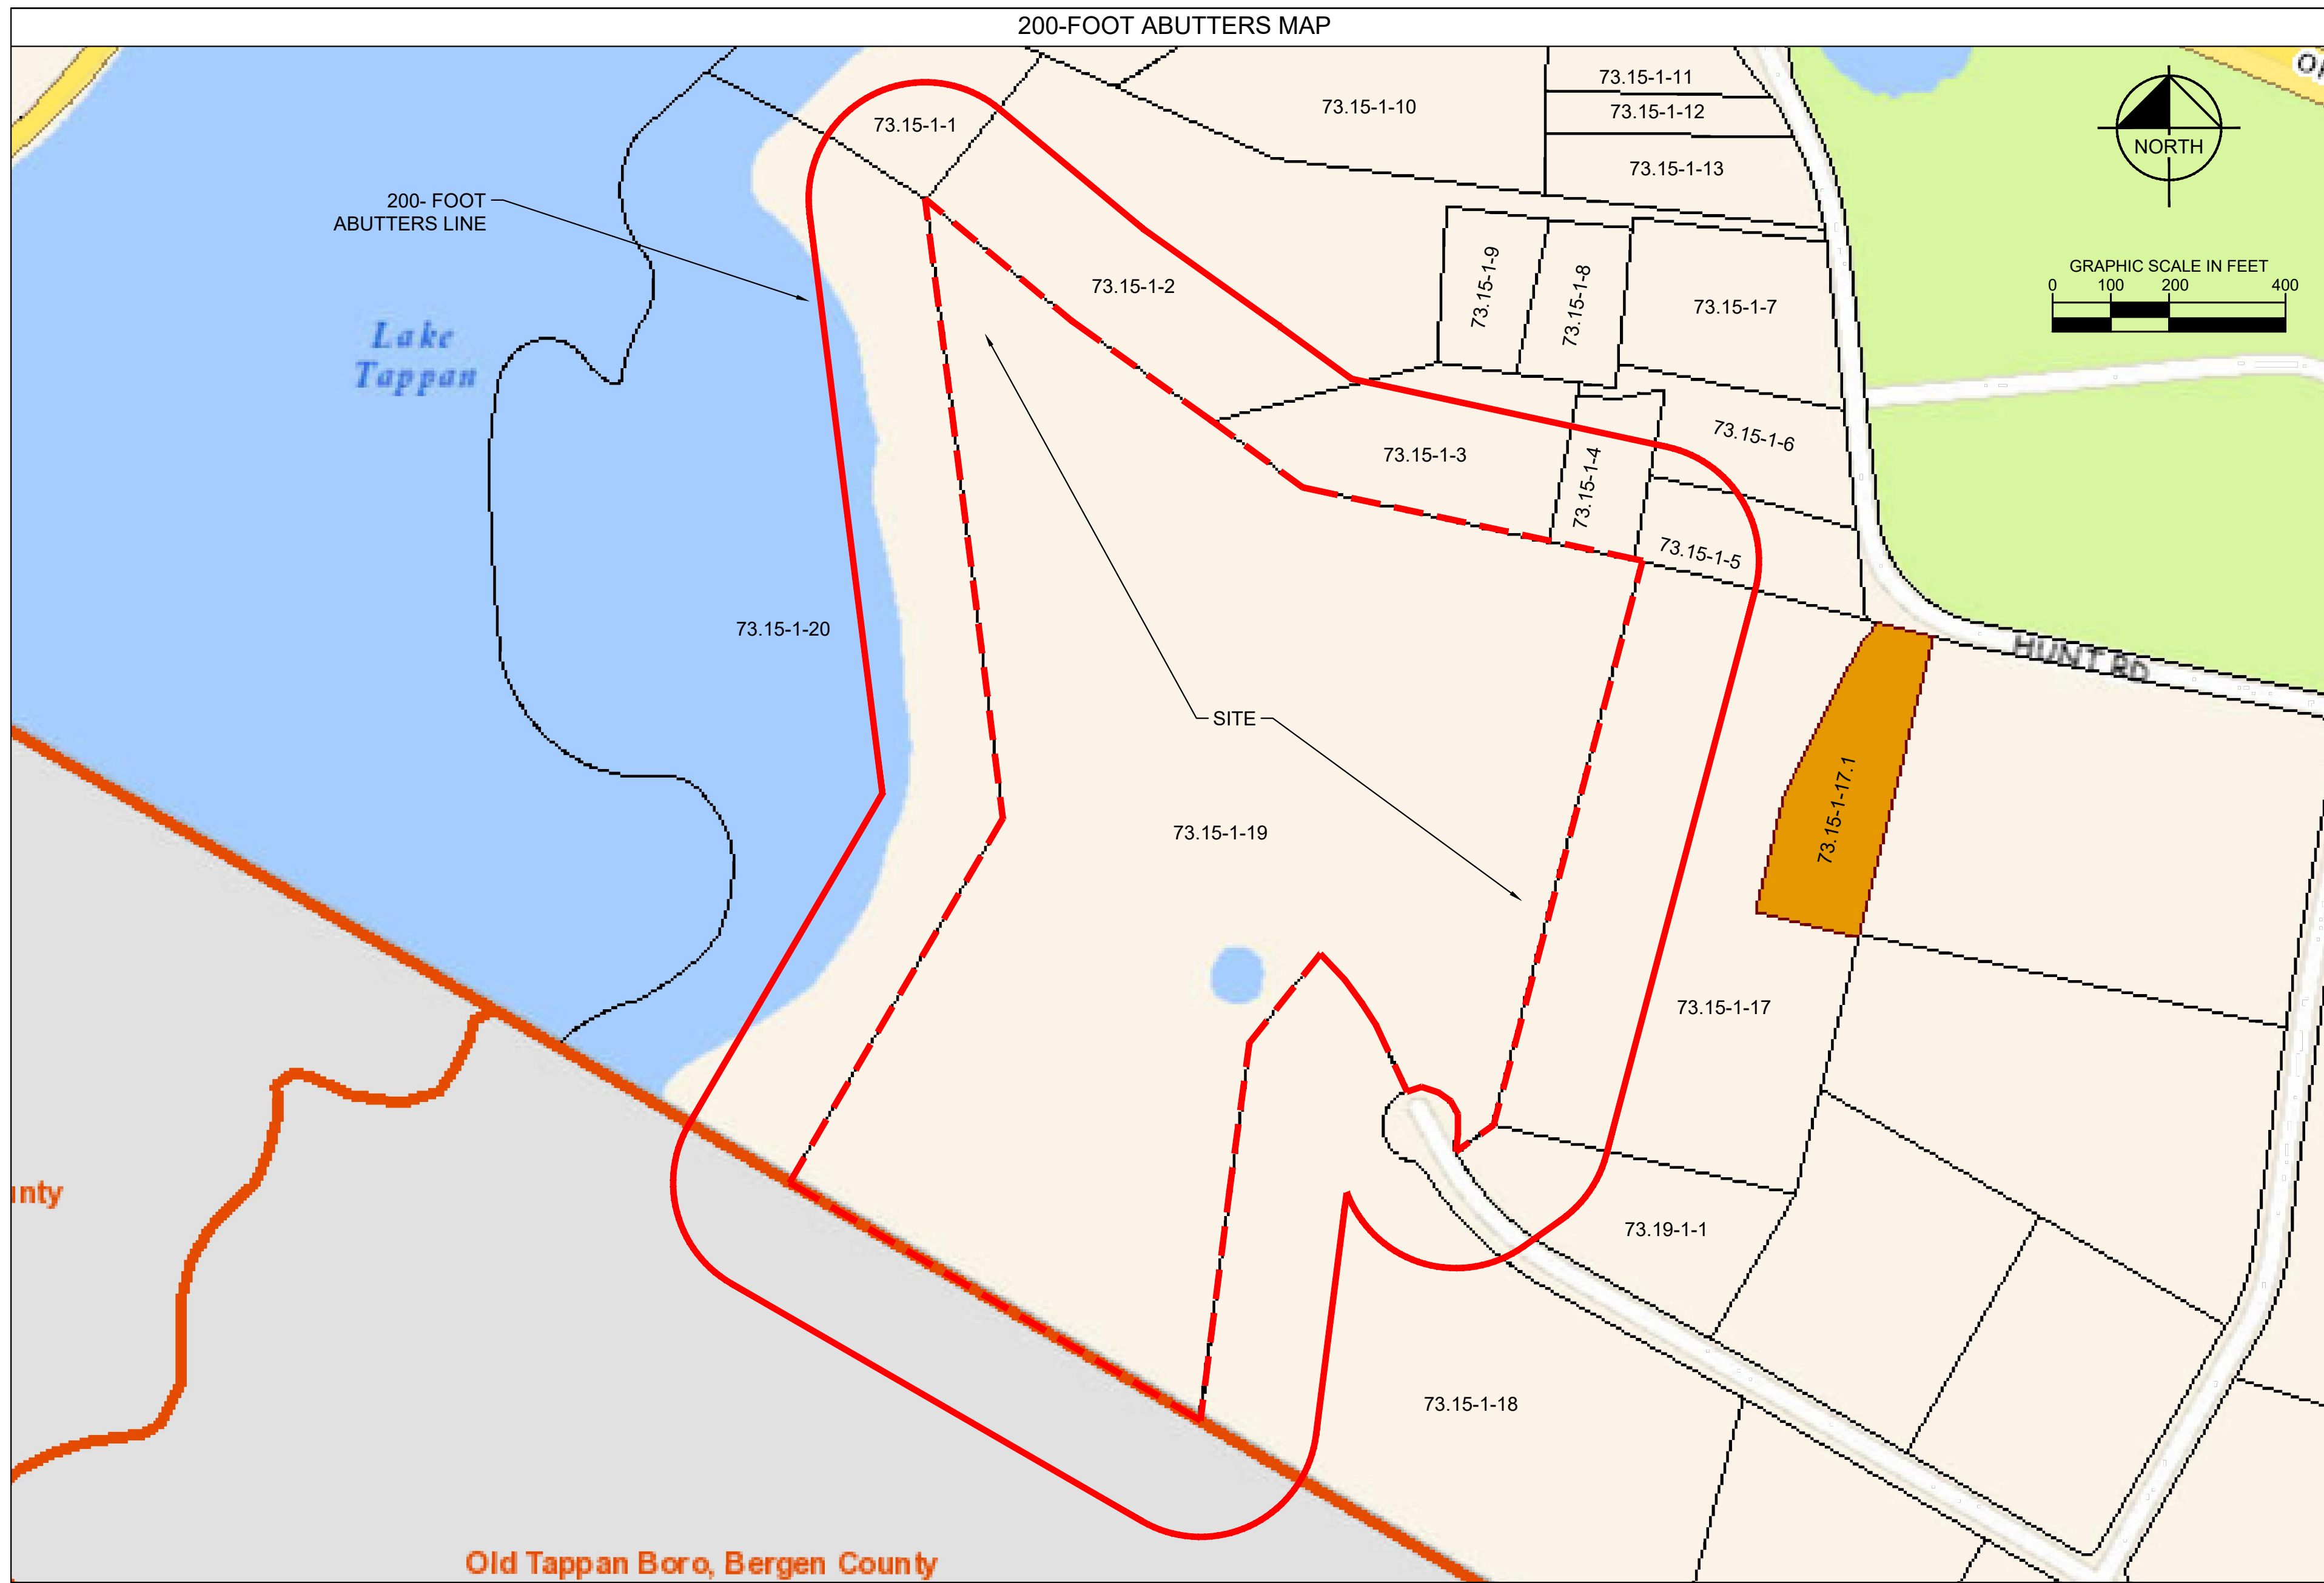 200-FOOT ABUTTERS MAP
73.15-1-11
73.15-1-10
73.15-1-12
73.15-1-1
NORTH
73.15-1-13
200- FOOT
ABUTTERS LINE
GRAPHIC SCALE IN FEET
0 100 200 400
73.15-1-2
73.15-1-9
73.15-1-8
73.15-1-7
Lake
Tappan
73.15-1-6
73.15-1-3
73.15-1-4
73.15-1-5
73.15-1-20
HUNT RD
SITE
73.15-1-19
73.15-1-17.1
73.15-1-17
73.19-1-1
73.15-1-18
Old Tappan Boro, Bergen County